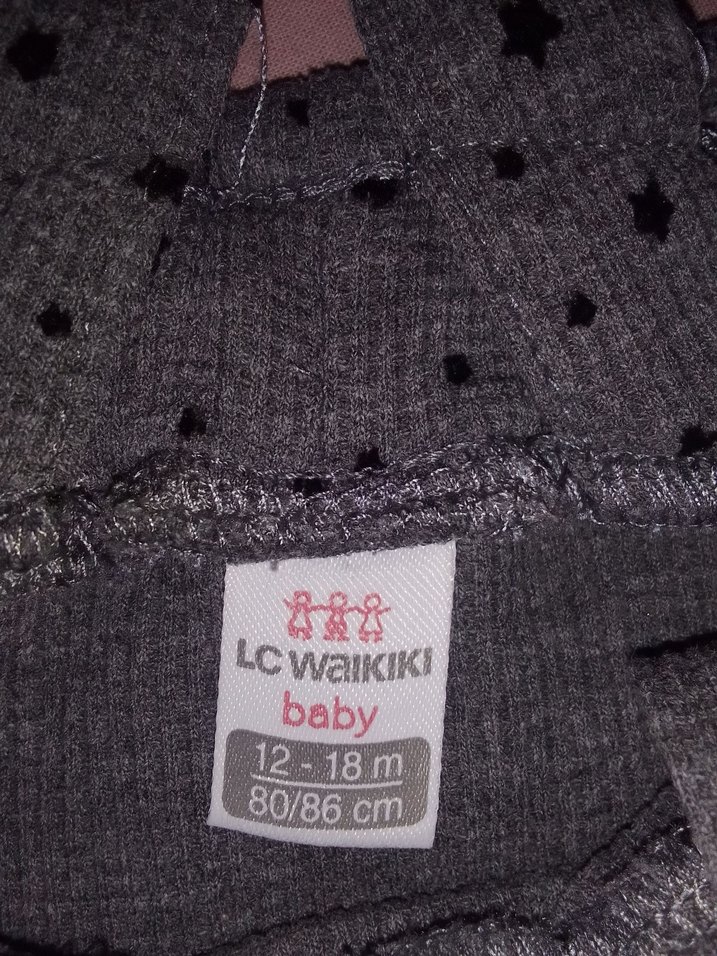 LC WAIKIKI
baby
12 - 18 m
80/86 cm